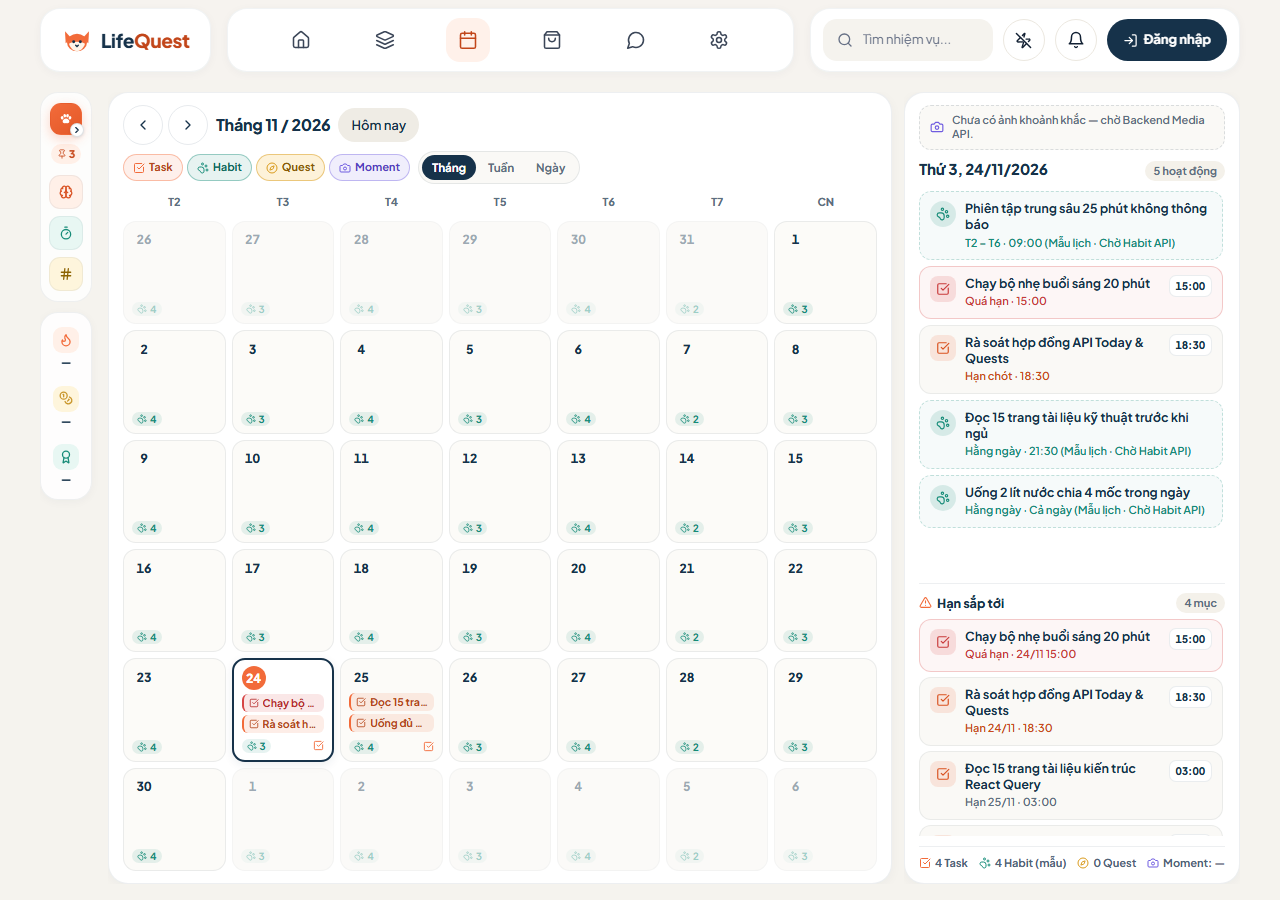 LifeQuest
Tìm nhiệm vụ...
Đăng nhập
3
–
–
–
Tháng 11 / 2026
Hôm nay
Task
Habit
Quest
Moment
Tháng
Tuần
Ngày
T2 T3 T4 T5 T6 T7 CN
26 27 28 29 30 31 1
4 3 4 3 4 2 3
2 3 4 5 6 7 8
4 3 4 3 4 2 3
9 10 11 12 13 14 15
4 3 4 3 4 2 3
16 17 18 19 20 21 22
4 3 4 3 4 2 3
23 24 25 26 27 28 29
Chạy bộ ... Đọc 15 tra...
Rà soát h... Uống đủ ...
4 3 4 3 4 2 3
30 1 2 3 4 5 6
4 3 4 3 4 2 3
Chưa có ảnh khoảnh khắc — chờ Backend Media
API.
Thứ 3, 24/11/2026
5 hoạt động
Phiên tập trung sâu 25 phút không thông
báo
T2 – T6 · 09:00 (Mẫu lịch · Chờ Habit API)
Chạy bộ nhẹ buổi sáng 20 phút
15:00
Quá hạn · 15:00
Rà soát hợp đồng API Today &
Quests
18:30
Hạn chót · 18:30
Đọc 15 trang tài liệu kỹ thuật trước khi
ngủ
Hằng ngày · 21:30 (Mẫu lịch · Chờ Habit API)
Uống 2 lít nước chia 4 mốc trong ngày
Hằng ngày · Cả ngày (Mẫu lịch · Chờ Habit API)
Hạn sắp tới
4 mục
Chạy bộ nhẹ buổi sáng 20 phút
15:00
Quá hạn · 24/11 15:00
Rà soát hợp đồng API Today &
Quests
18:30
Hạn 24/11 · 18:30
Đọc 15 trang tài liệu kiến trúc
React Query
03:00
Hạn 25/11 · 03:00
4 Task
4 Habit (mẫu)
0 Quest
Moment: —